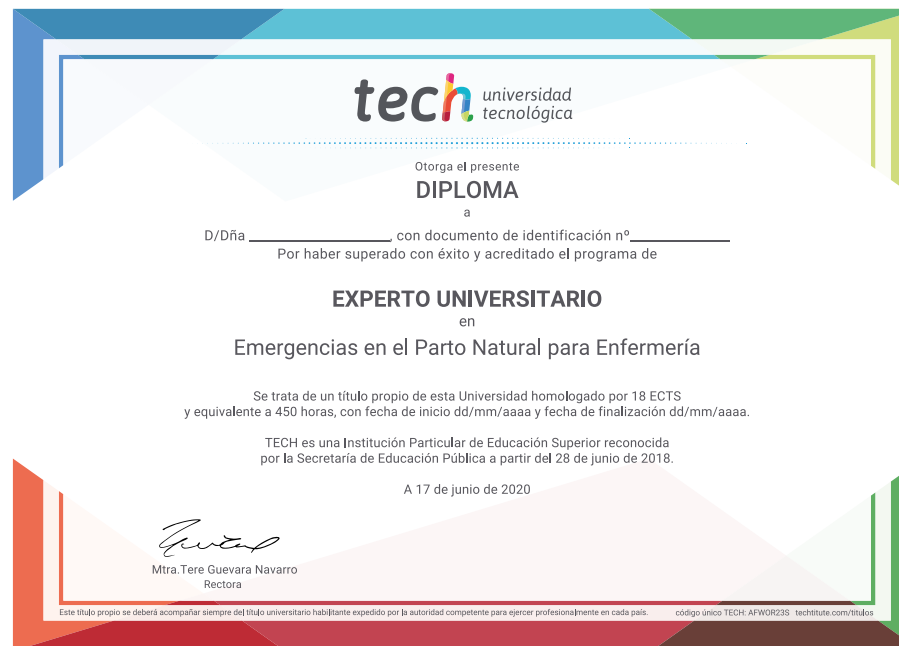 tech universidad
tecnológica
Otorga el presente
DIPLOMA
a
D/Dña ____________________, con documento de identificación nº______________
Por haber superado con éxito y acreditado el programa de
EXPERTO UNIVERSITARIO
en
Emergencias en el Parto Natural para Enfermería
Se trata de un título propio de esta Universidad homologado por 18 ECTS
y equivalente a 450 horas, con fecha de inicio dd/mm/aaaa y fecha de finalización dd/mm/aaaa.
TECH es una Institución Particular de Educación Superior reconocida
por la Secretaría de Educación Pública a partir del 28 de junio de 2018.
A 17 de junio de 2020
Mtra.Tere Guevara Navarro
Rectora
Este título propio se deberá acompañar siempre del título universitario habilitante expedido por la autoridad competente para ejercer profesionalmente en cada país. código único TECH: AFWOR23S techtitute.com/titulos